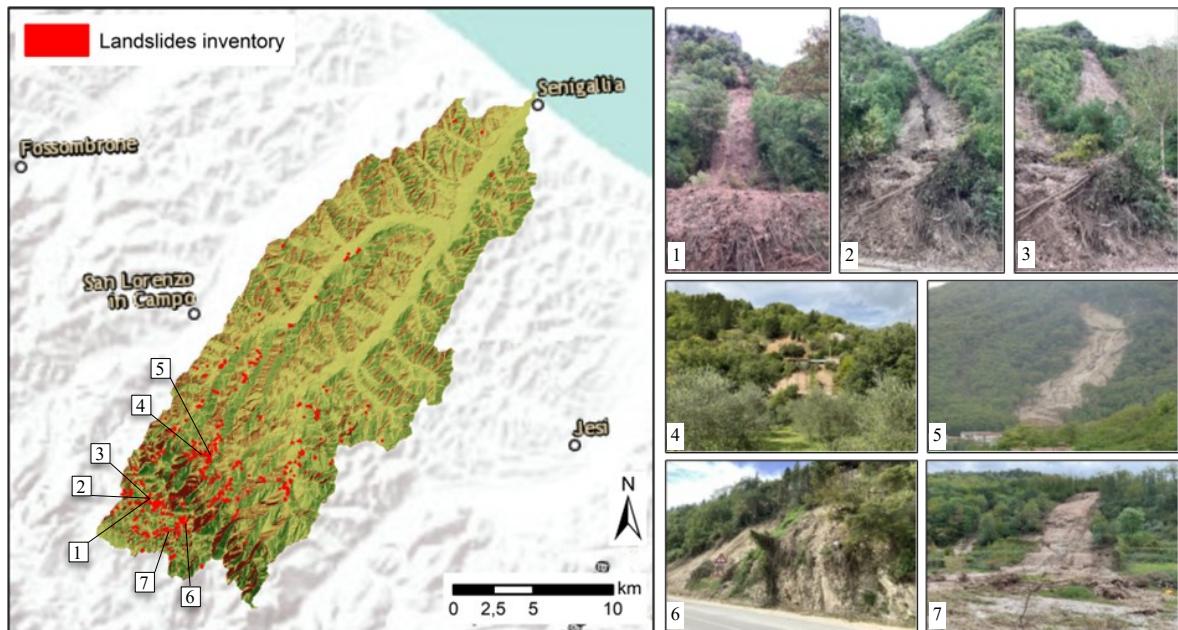 Landslides inventory
Senigallia
Fossombrone
San Lorenzo
in Campo
Jesi
5
4
3
2
1
7
6
N
km
0
2,5
5
10
1
2
3
4
5
6
7